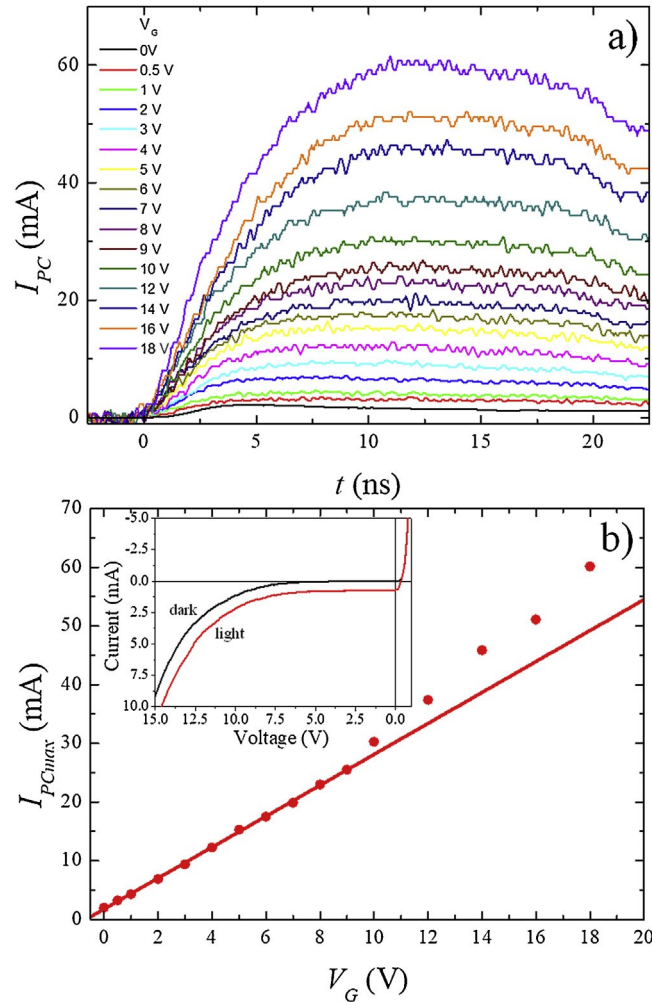 a)
V_G
0V
0.5 V
1 V
2 V
3 V
4 V
5 V
6 V
7 V
8 V
9 V
10 V
12 V
14 V
16 V
18 V
60
40
20
0
I_PC (mA)
0 5 10 15 20
t (ns)
b)
70
60
50
40
30
20
10
0
I_PCmax (mA)
-5.0
0.0
2.5
5.0
7.5
10.0
Current (mA)
dark
light
15.0 12.5 10.0 7.5 5.0 2.5 0.0
Voltage (V)
0 2 4 6 8 10 12 14 16 18 20
V_G (V)